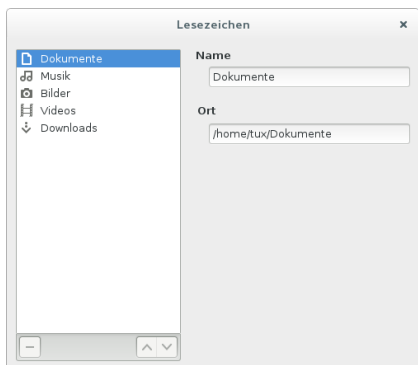 Lesezeichen
Dokumente
Musik
Bilder
Videos
Downloads
Name
Dokumente
Ort
/home/tux/Dokumente